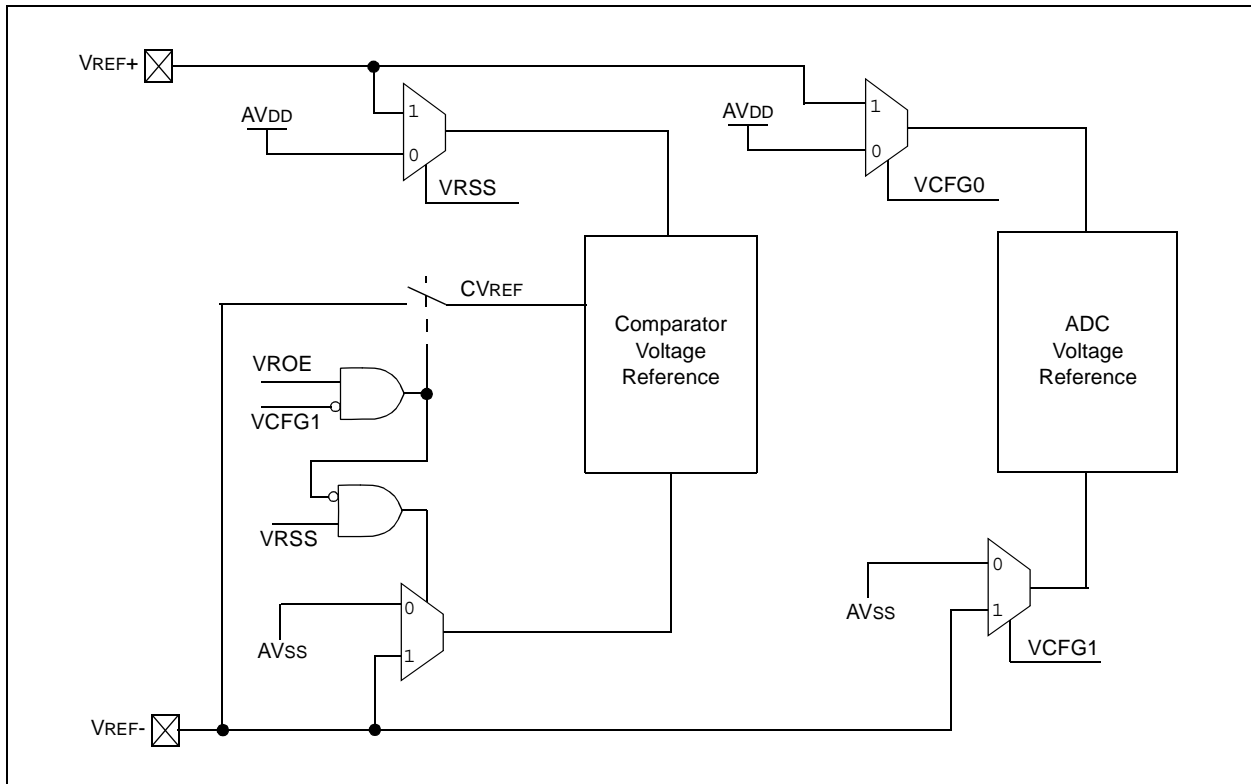 VREF+
AVDD
1
0
VRSS
AVDD
1
0
VCFG0
CVREF
Comparator
Voltage
Reference
ADC
Voltage
Reference
VROE
VCFG1
VRSS
AVSS
0
1
AVSS
0
1
VCFG1
VREF-